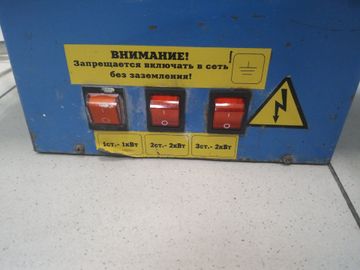 ВНИМАНИЕ!
Запрещается включать в сеть
без заземления!
1ст.- 1кВт
2ст.- 2кВт
3ст.- 2кВт